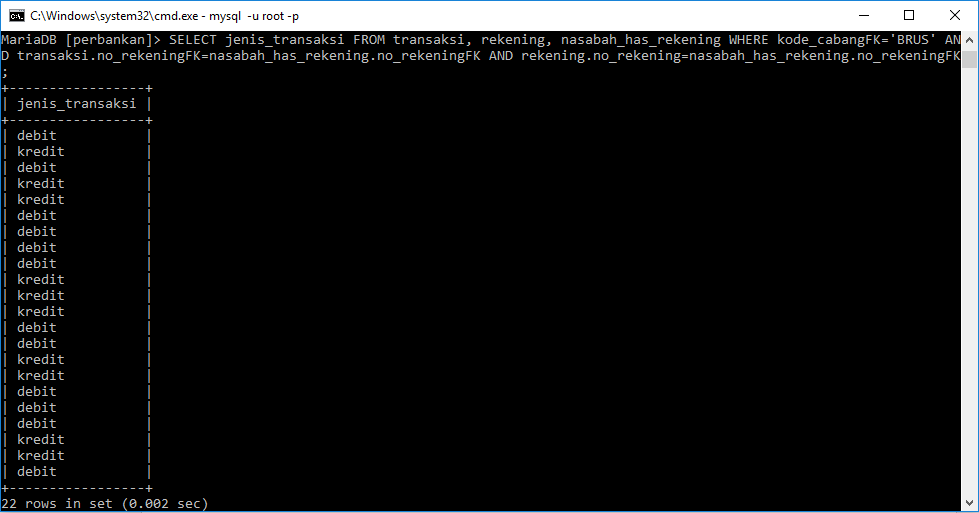 C:\Windows\system32\cmd.exe - mysql  -u root -p
MariaDB [perbankan]> SELECT jenis_transaksi FROM transaksi, rekening, nasabah_has_rekening WHERE kode_cabangFK='BRUS' AN
D transaksi.no_rekeningFK=nasabah_has_rekening.no_rekeningFK AND rekening.no_rekening=nasabah_has_rekening.no_rekeningFK
;
+-----------------+
| jenis_transaksi |
+-----------------+
| debit           |
| kredit          |
| debit           |
| kredit          |
| kredit          |
| debit           |
| debit           |
| debit           |
| debit           |
| kredit          |
| kredit          |
| kredit          |
| debit           |
| debit           |
| kredit          |
| kredit          |
| debit           |
| debit           |
| debit           |
| kredit          |
| kredit          |
| debit           |
+-----------------+
22 rows in set (0.002 sec)